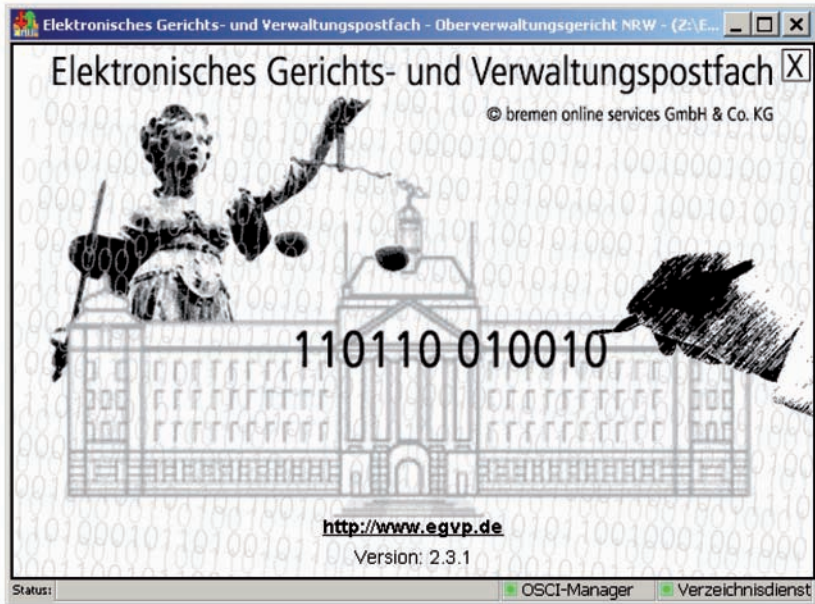 Elektronisches Gerichts- und Verwaltungspostfach - Oberverwaltungsgericht NRW - (Z:\E...
Elektronisches Gerichts- und Verwaltungspostfach X
© bremen online services GmbH & Co. KG
110110 010010
http://www.egvp.de
Version: 2.3.1
Status: OSCI-Manager Verzeichnisdienst